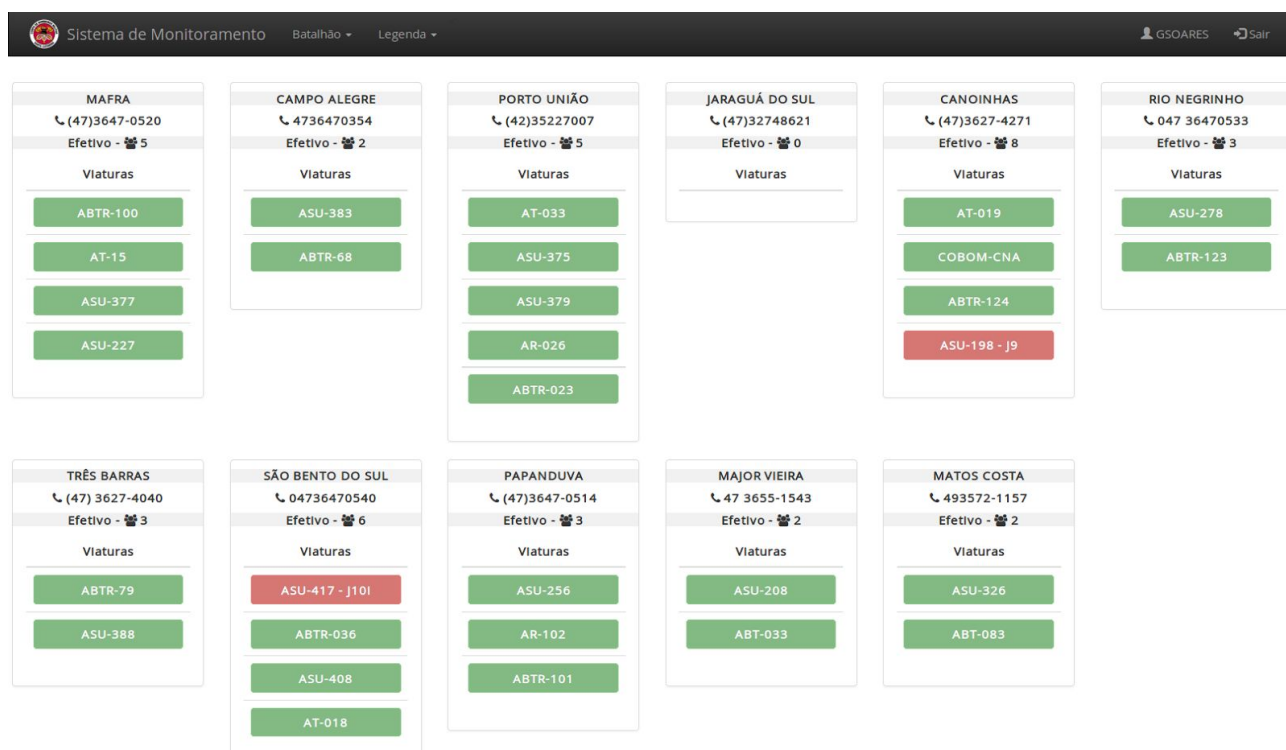 Sistema de Monitoramento Batalhão Legenda GSOARES Sair
MAFRA
(47)3647-0520
Efetivo - 5
Viaturas
ABTR-100
AT-15
ASU-377
ASU-227
CAMPO ALEGRE
4736470354
Efetivo - 2
Viaturas
ASU-383
ABTR-68
PORTO UNIÃO
(42)35227007
Efetivo - 5
Viaturas
AT-033
ASU-375
ASU-379
AR-026
ABTR-023
JARAGUÁ DO SUL
(47)32748621
Efetivo - 0
Viaturas
CANOINHAS
(47)3627-4271
Efetivo - 8
Viaturas
AT-019
COBOM-CNA
ABTR-124
ASU-198 - J9
RIO NEGRINHO
047 36470533
Efetivo - 3
Viaturas
ASU-278
ABTR-123
TRÊS BARRAS
(47) 3627-4040
Efetivo - 3
Viaturas
ABTR-79
ASU-388
SÃO BENTO DO SUL
04736470540
Efetivo - 6
Viaturas
ASU-417 - J10I
ABTR-036
ASU-408
AT-018
PAPANDUVA
(47)3647-0514
Efetivo - 3
Viaturas
ASU-256
AR-102
ABTR-101
MAJOR VIEIRA
47 3655-1543
Efetivo - 2
Viaturas
ASU-208
ABT-033
MATOS COSTA
493572-1157
Efetivo - 2
Viaturas
ASU-326
ABT-083